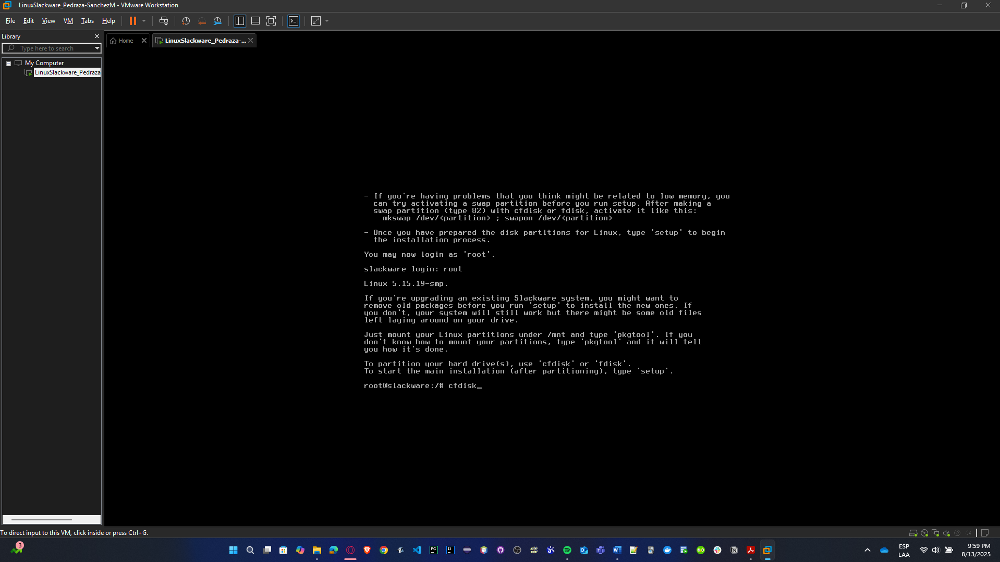 LinuxSlackware_Pedraza-SanchezM - VMware Workstation
File Edit View VM Tabs Help
Library
Type here to search
My Computer
LinuxSlackware_Pedraza
Home
LinuxSlackware_Pedraza-...
- If you're having problems that you think might be related to low memory, you
can try activating a swap partition before you run setup. After making a
swap partition (type 82) with cfdisk or fdisk, activate it like this:
mkswap /dev/<partition> ; swapon /dev/<partition>
- Once you have prepared the disk partitions for Linux, type 'setup' to begin
the installation process.
You may now login as 'root'.
slackware login: root
Linux 5.15.19-smp.
If you're upgrading an existing Slackware system, you might want to
remove old packages before you run 'setup' to install the new ones. If
you don't, your system will still work but there might be some old files
left laying around on your drive.
Just mount your Linux partitions under /mnt and type 'pkgtool'. If you
don't know how to mount your partitions, type 'pkgtool' and it will tell
you how it's done.
To partition your hard drive(s), use 'cfdisk' or 'fdisk'.
To start the main installation (after partitioning), type 'setup'.
root@slackware:/# cfdisk_
To direct input to this VM, click inside or press Ctrl+G.
3
PC
IJ
ESP
LAA
9:59 PM
8/13/2025